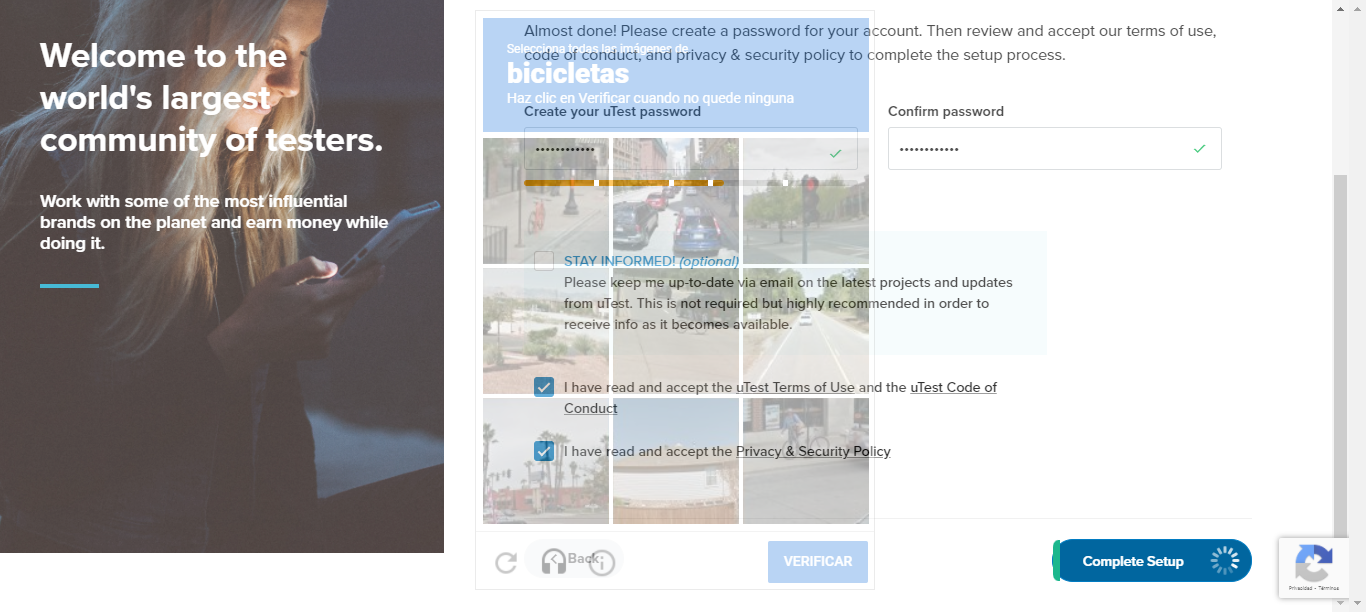 Welcome to the
world's largest
community of testers.
Work with some of the most influential
brands on the planet and earn money while
doing it.
Almost done! Please create a password for your account. Then review and accept our terms of use,
code of conduct, and privacy & security policy to complete the setup process.
Selecciona todas las imágenes de
bicicletas
Haz clic en Verificar cuando no quede ninguna
Create your uTest password
Confirm password
••••••••••••
••••••••••••
STAY INFORMED! (optional)
Please keep me up-to-date via email on the latest projects and updates
from uTest. This is not required but highly recommended in order to
receive info as it becomes available.
I have read and accept the uTest Terms of Use and the uTest Code of
Conduct
I have read and accept the Privacy & Security Policy
Back
VERIFICAR
Complete Setup
Privacidad - Términos